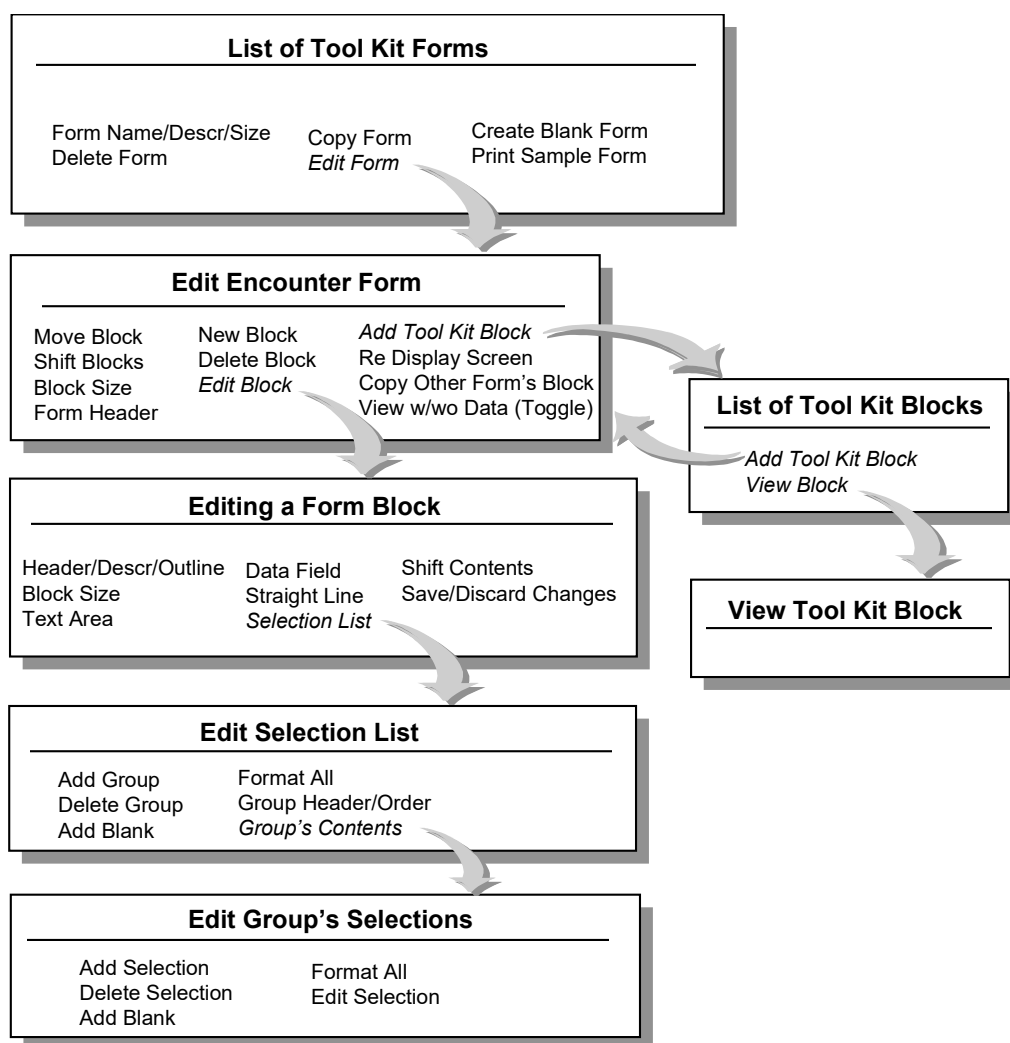 List of Tool Kit Forms
Form Name/Descr/Size
Delete Form
Copy Form
Edit Form
Create Blank Form
Print Sample Form
Edit Encounter Form
Move Block
Shift Blocks
Block Size
Form Header
New Block
Delete Block
Edit Block
Add Tool Kit Block
Re Display Screen
Copy Other Form's Block
View w/wo Data (Toggle)
List of Tool Kit Blocks
Add Tool Kit Block
View Block
Editing a Form Block
Header/Descr/Outline
Block Size
Text Area
Data Field
Straight Line
Selection List
Shift Contents
Save/Discard Changes
View Tool Kit Block
Edit Selection List
Add Group
Delete Group
Add Blank
Format All
Group Header/Order
Group's Contents
Edit Group's Selections
Add Selection
Delete Selection
Add Blank
Format All
Edit Selection